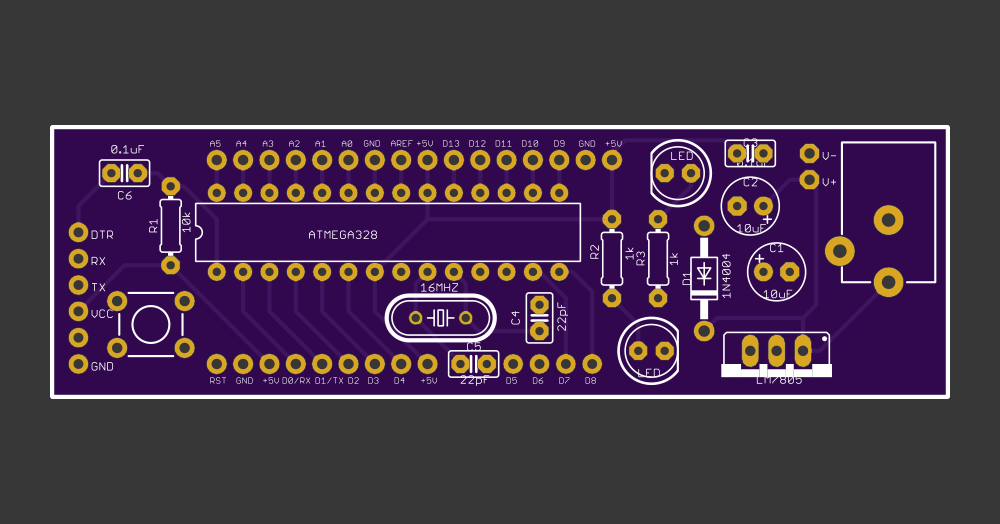 A5 A4 A3 A2 A1 A0 GND AREF +5V D13 D12 D11 D10 D9 GND +5V
0.1uF
C6
LED
C3
V-
V+
C2
10uF
R1
10k
ATMEGA328
DTR
RX
TX
VCC
GND
R2
1k
R3
1k
D1
1N4004
C1
10uF
16MHZ
C4
22pF
C5
22pF
LED
LM7805
RST GND +5V D0/RX D1/TX D2 D3 D4 +5V D5 D6 D7 D8